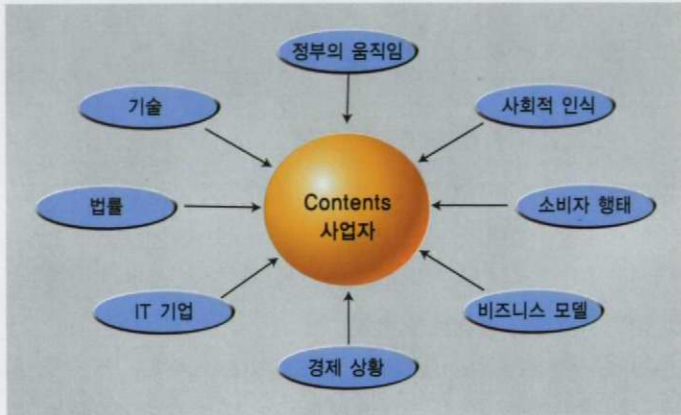 정부의 움직임
기술
사회적 인식
법률
Contents
사업자
소비자 행태
IT 기업
비즈니스 모델
경제 상황